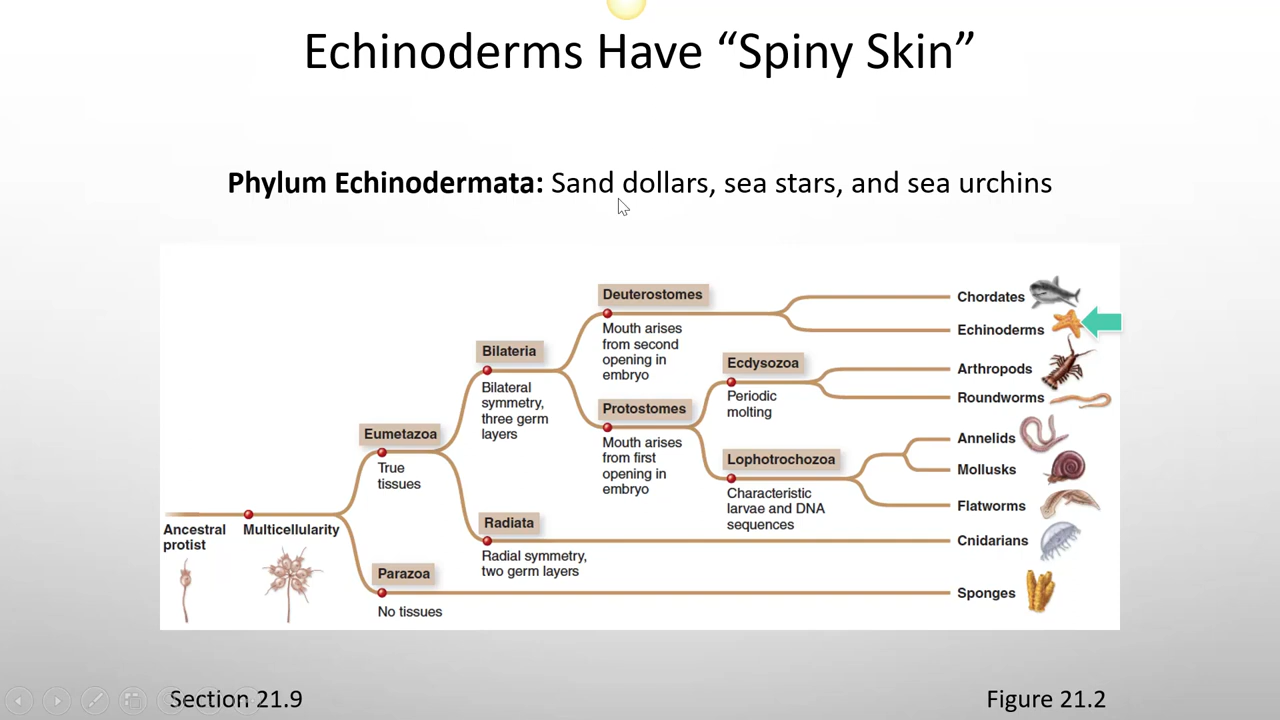 Echinoderms Have “Spiny Skin”
Phylum Echinodermata: Sand dollars, sea stars, and sea urchins
Deuterostomes
Mouth arises
from second
opening in
embryo
Chordates
Echinoderms
Bilateria
Bilateral
symmetry,
three germ
layers
Ecdysozoa
Periodic
molting
Arthropods
Roundworms
Protostomes
Mouth arises
from first
opening in
embryo
Eumetazoa
True
tissues
Lophotrochozoa
Characteristic
larvae and DNA
sequences
Annelids
Mollusks
Flatworms
Radiata
Radial symmetry,
two germ layers
Cnidarians
Ancestral
protist
Multicellularity
Parazoa
No tissues
Sponges
Section 21.9
Figure 21.2